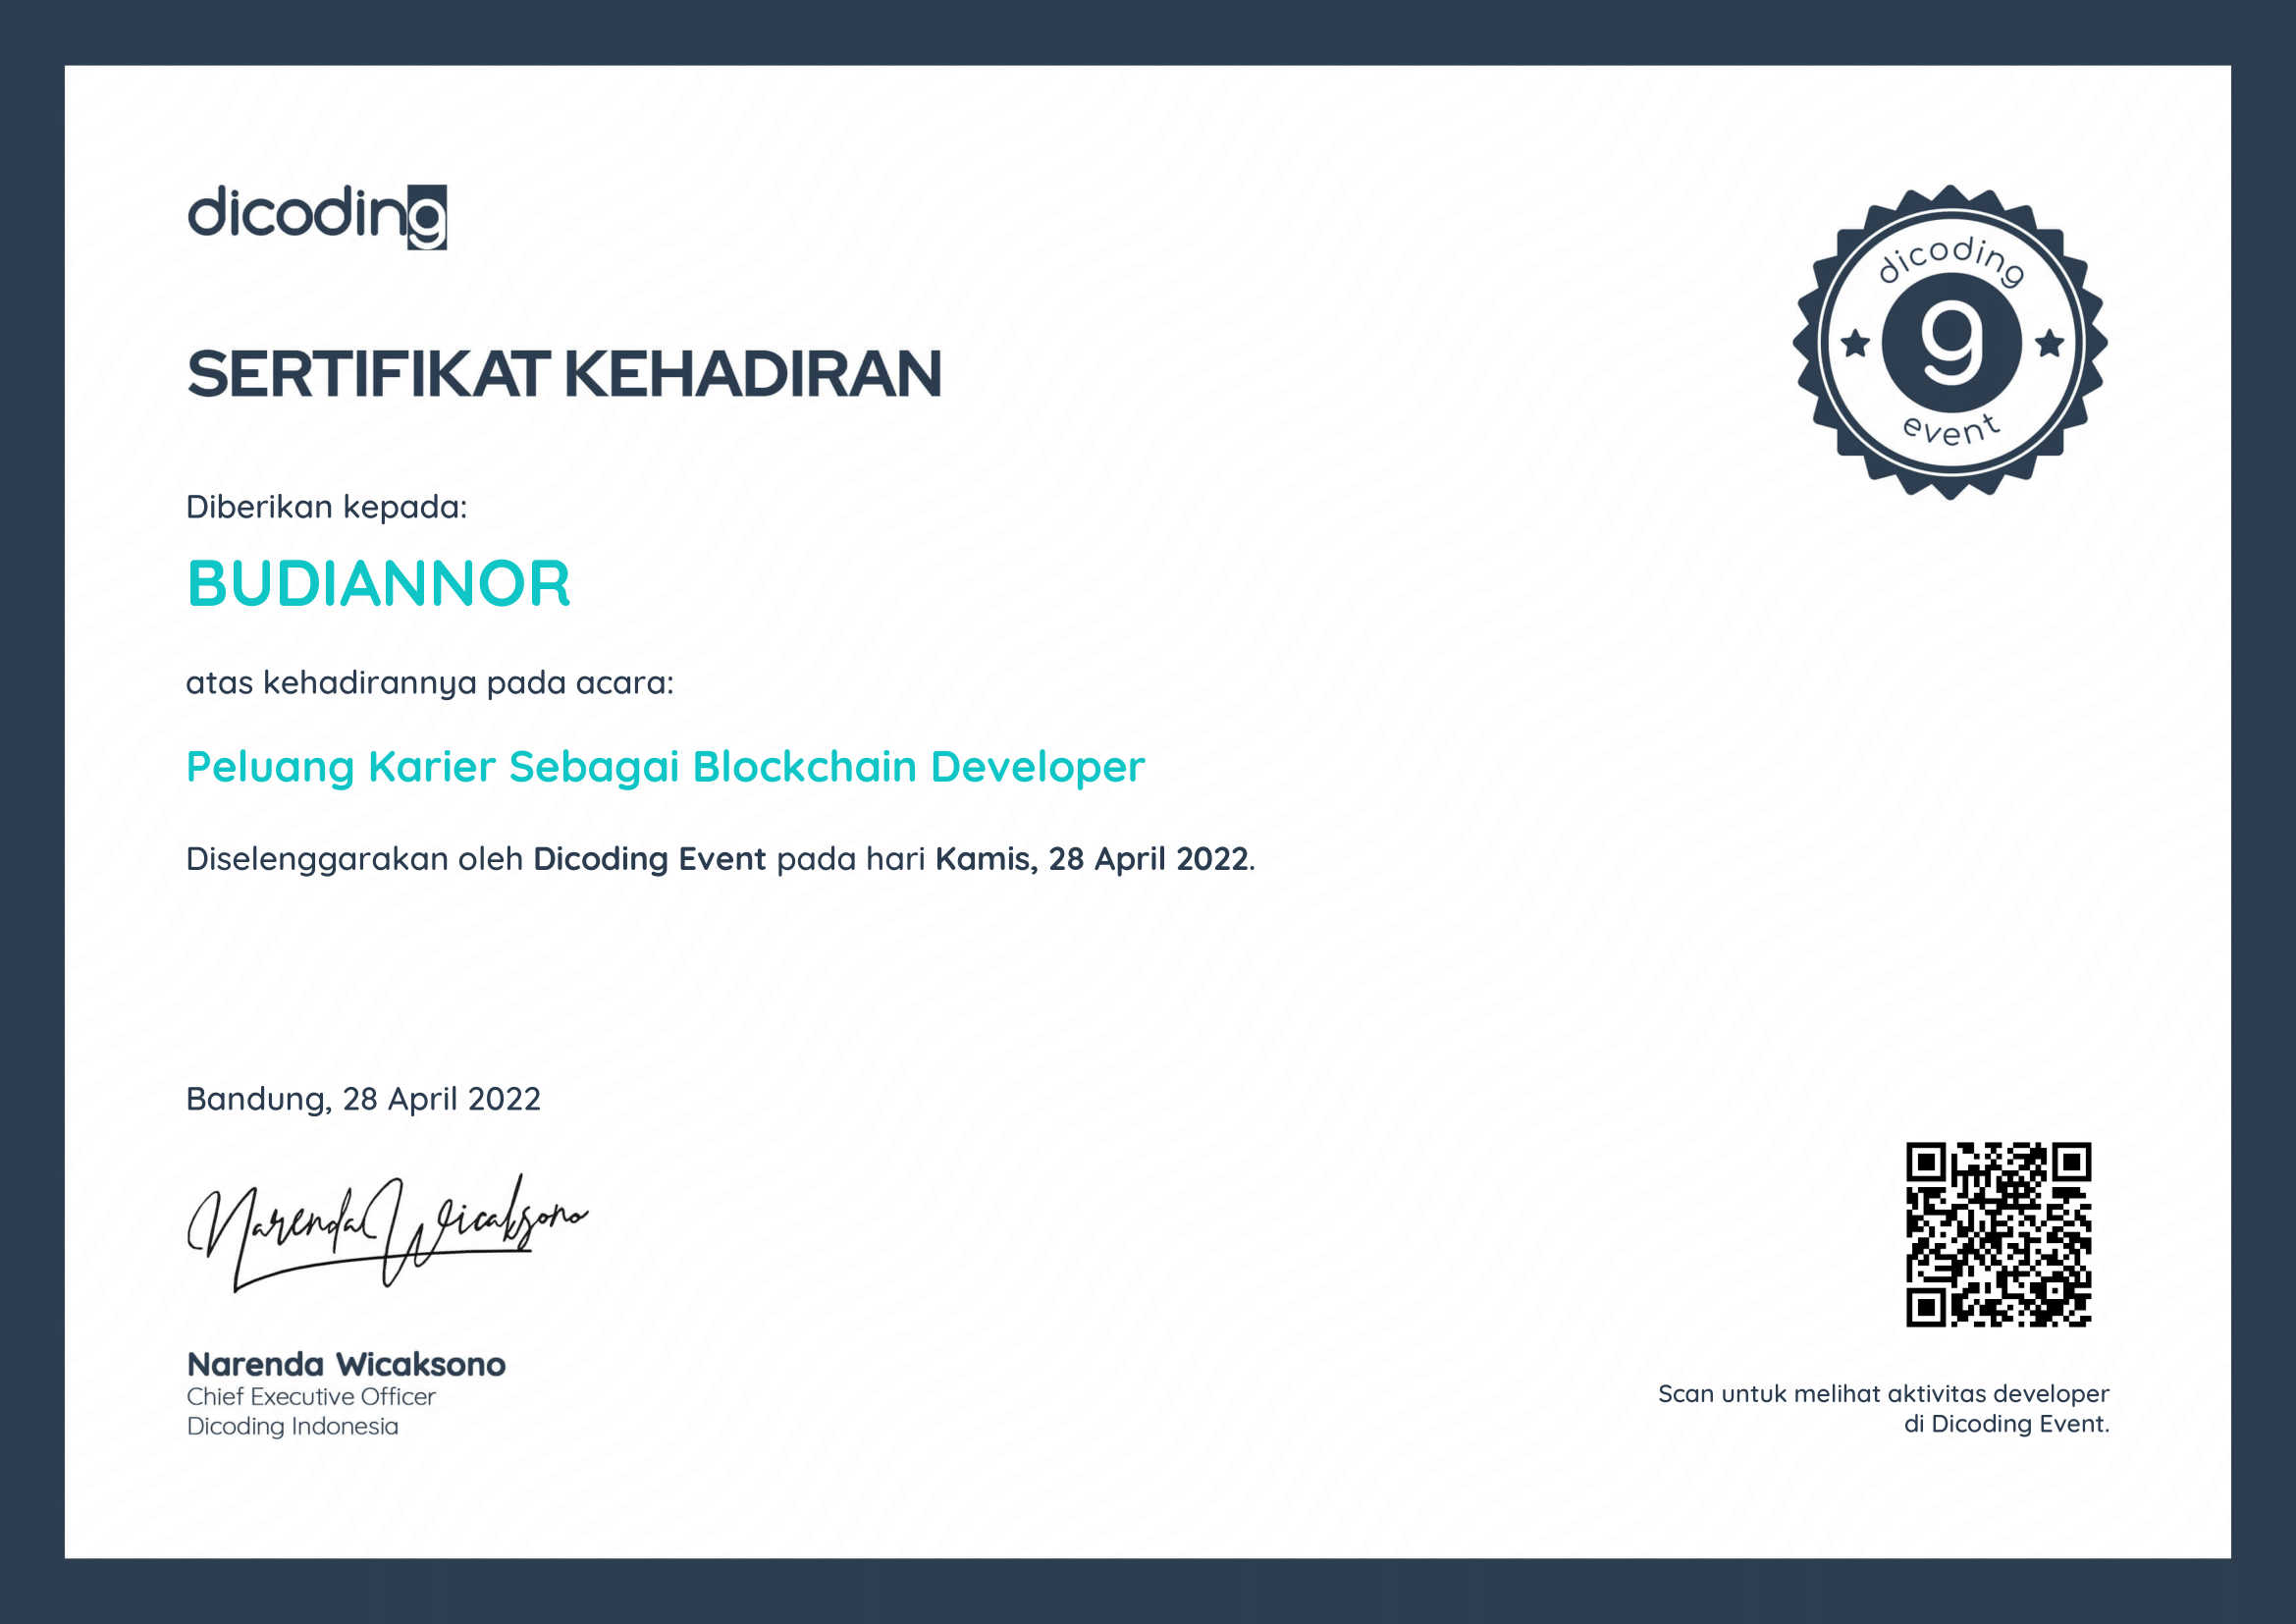 dicoding
SERTIFIKAT KEHADIRAN
dicoding
g
event
Diberikan kepada:
BUDIANNOR
atas kehadirannya pada acara:
Peluang Karier Sebagai Blockchain Developer
Diselenggarakan oleh Dicoding Event pada hari Kamis, 28 April 2022.
Bandung, 28 April 2022
Narenda Wicaksono
Narenda Wicaksono
Chief Executive Officer
Dicoding Indonesia
Scan untuk melihat aktivitas developer
di Dicoding Event.